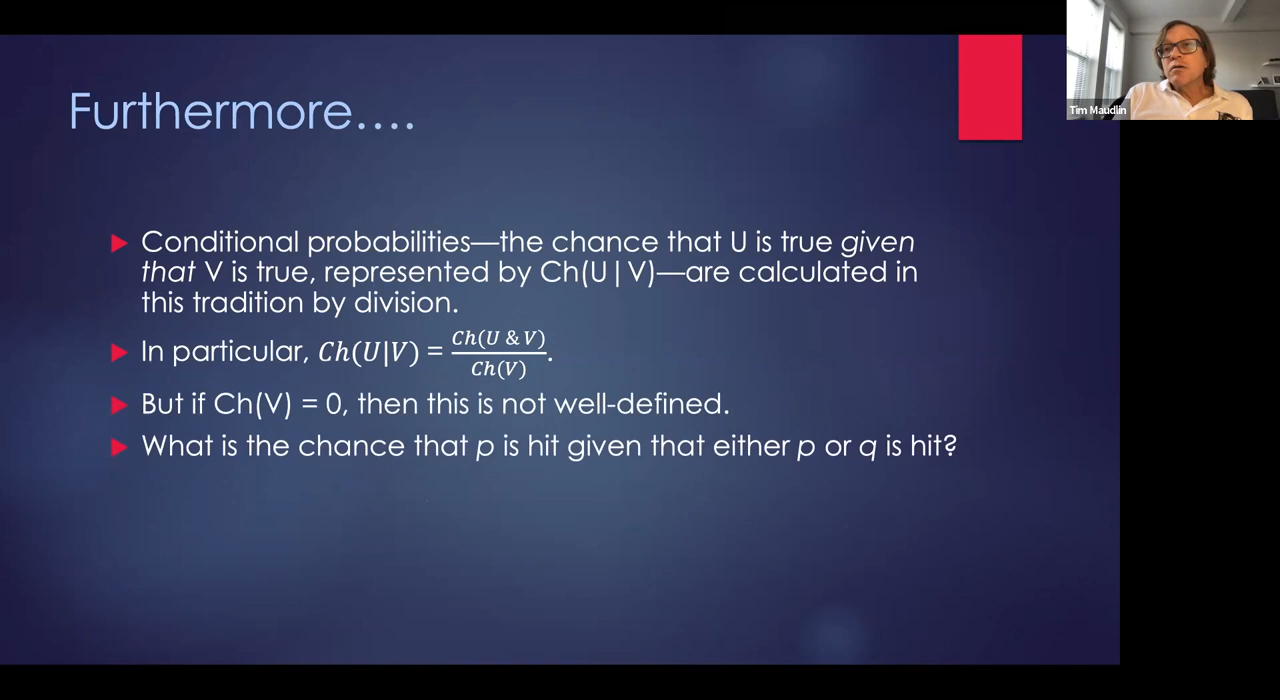 Tim Maudlin
Furthermore….
Conditional probabilities—the chance that U is true given
that V is true, represented by Ch(U|V)—are calculated in
this tradition by division.
In particular, Ch(U|V) = Ch(U & V) / Ch(V).
But if Ch(V) = 0, then this is not well-defined.
What is the chance that p is hit given that either p or q is hit?